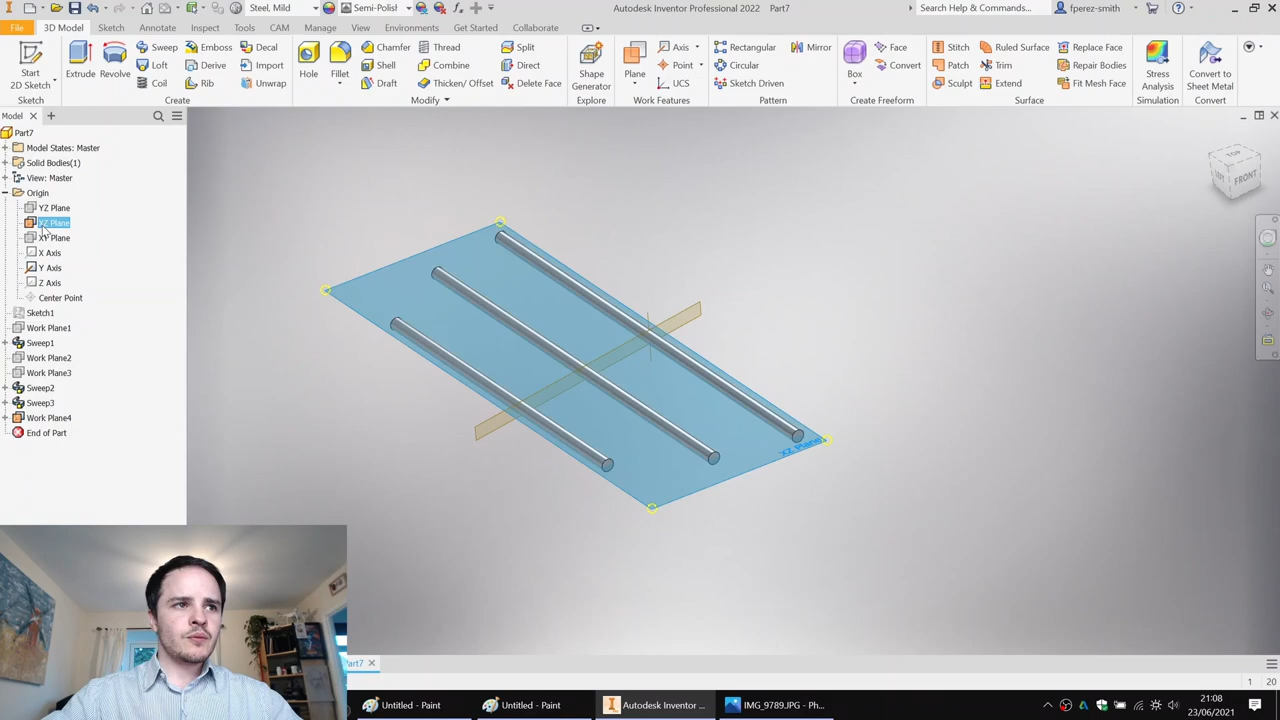 Steel, Mild
Semi-Polish
Autodesk Inventor Professional 2022 Part7
Search Help & Commands...
fperez-smith
File
3D Model
Sketch
Annotate
Inspect
Tools
CAM
Manage
View
Environments
Get Started
Collaborate
Start
2D Sketch
Sketch
Extrude
Revolve
Sweep
Loft
Coil
Emboss
Derive
Rib
Decal
Import
Unwrap
Create
Hole
Fillet
Chamfer
Shell
Draft
Thread
Combine
Thicken/ Offset
Split
Direct
Delete Face
Modify
Shape
Generator
Explore
Plane
Axis
Point
UCS
Work Features
Rectangular
Circular
Sketch Driven
Mirror
Pattern
Box
Face
Convert
Create Freeform
Stitch
Patch
Sculpt
Ruled Surface
Trim
Extend
Replace Face
Repair Bodies
Fit Mesh Face
Surface
Stress
Analysis
Simulation
Convert to
Sheet Metal
Convert
Model
Part7
Model States: Master
Solid Bodies(1)
View: Master
Origin
YZ Plane
XZ Plane
XY Plane
X Axis
Y Axis
Z Axis
Center Point
Sketch1
Work Plane1
Sweep1
Work Plane2
Work Plane3
Sweep2
Sweep3
Work Plane4
End of Part
TOP
FRONT
XZ Plane
Part7
1
20
Untitled - Paint
Untitled - Paint
Autodesk Inventor ...
IMG_9789.JPG - Ph...
21:08
23/06/2021